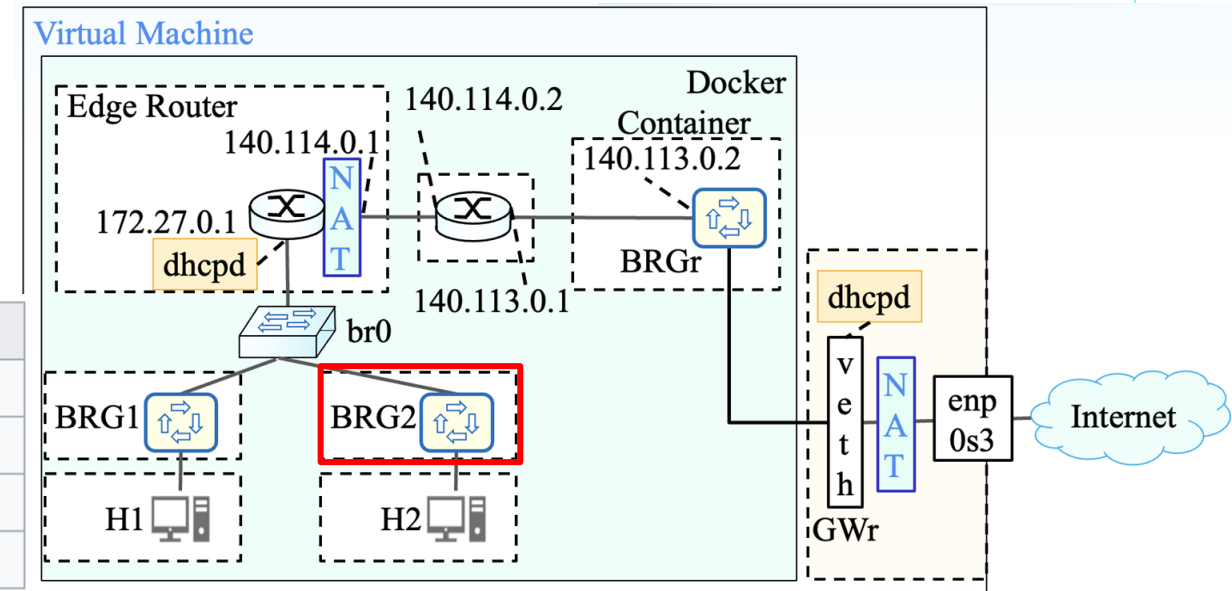 Virtual Machine
Docker
Container
Edge Router
140.114.0.2
140.114.0.1
140.113.0.2
N
A
T
172.27.0.1
dhcpd
BRGr
140.113.0.1
br0
dhcpd
v
e
t
h
N
A
T
enp
0s3
Internet
GWr
BRG1
BRG2
H1
H2